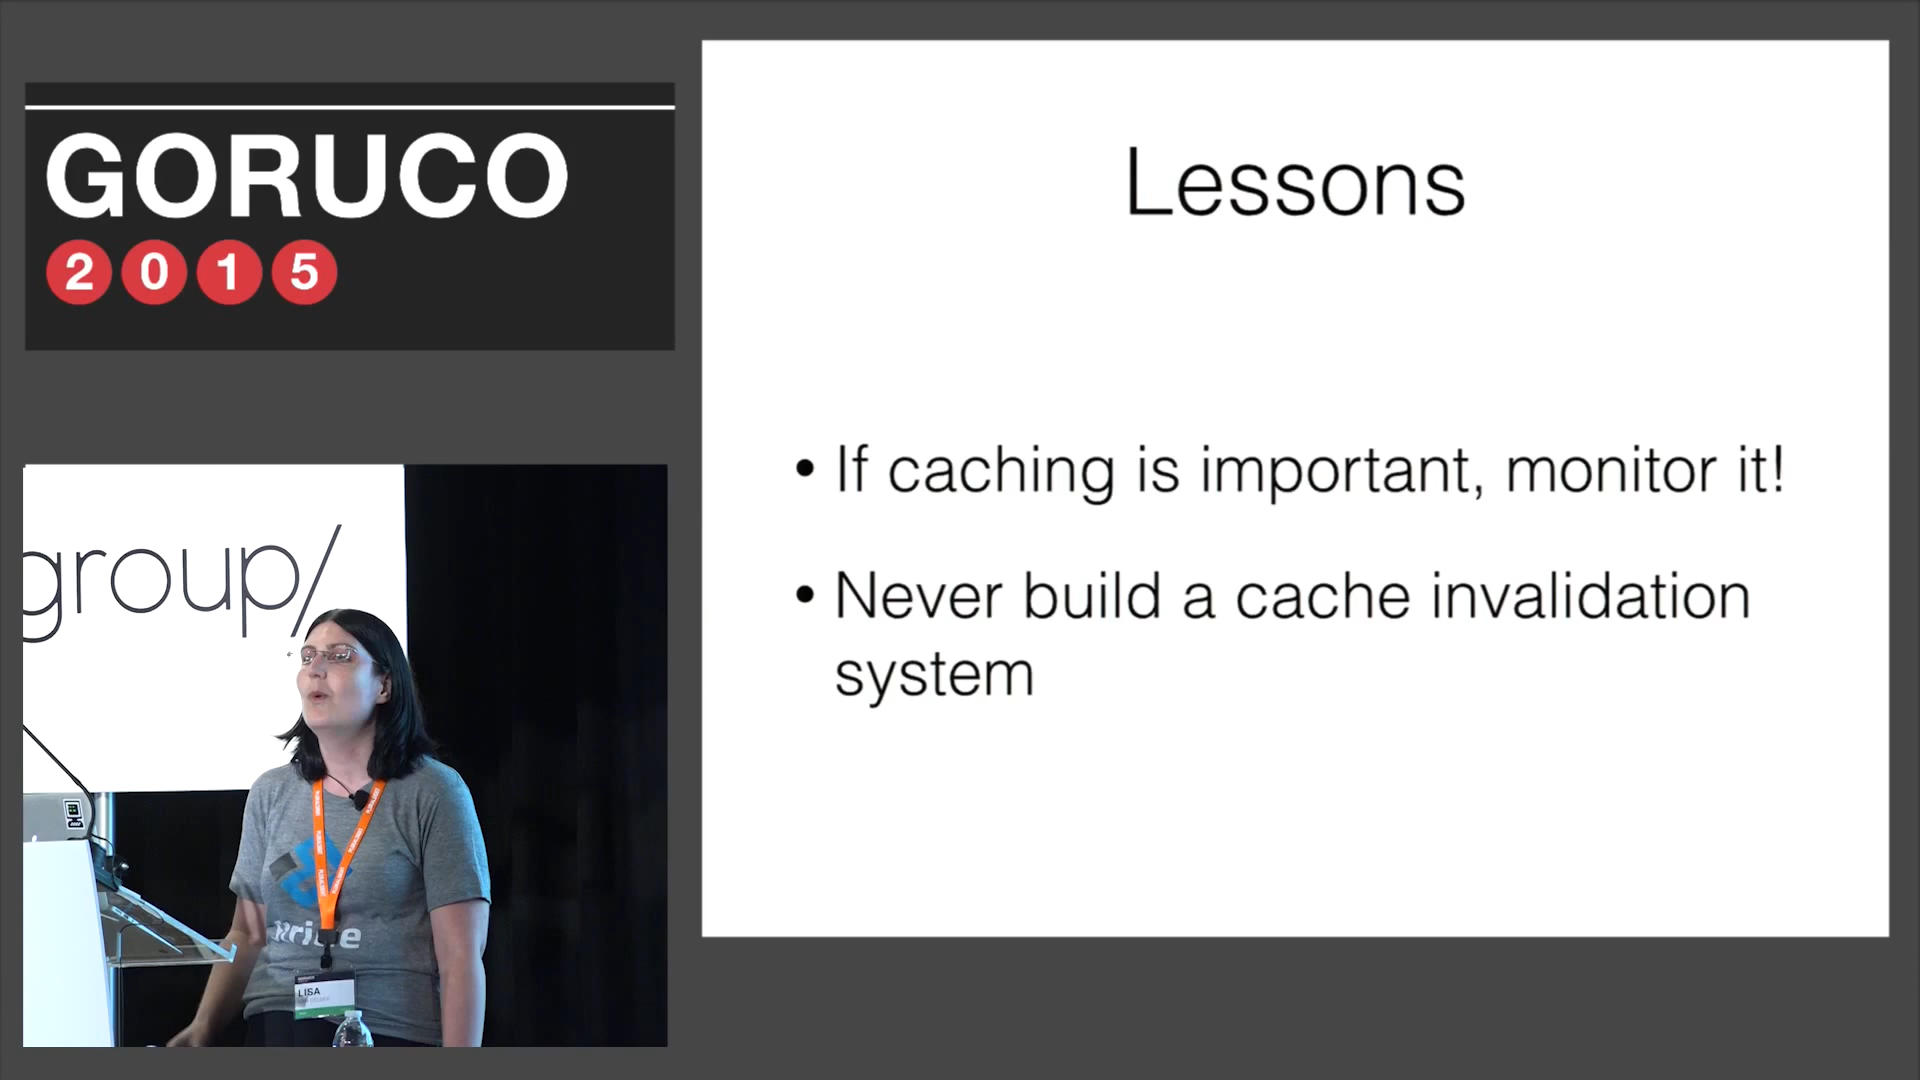 GORUCO
2015
Lessons
• If caching is important, monitor it!
• Never build a cache invalidation
system
group/
LISA